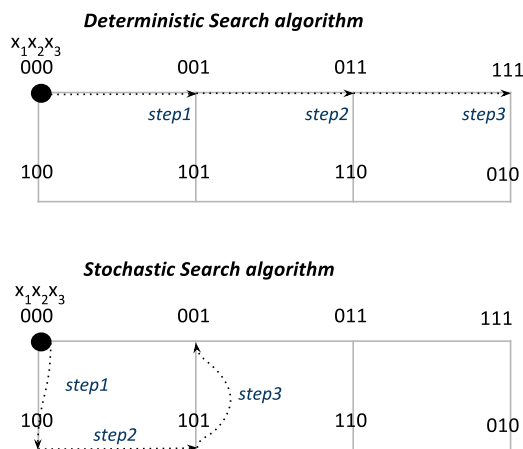 Deterministic Search algorithm
x₁x₂x₃
000 001 011 111
step1 step2 step3
100 101 110 010
Stochastic Search algorithm
x₁x₂x₃
000 001 011 111
step1
step3
100 101 110 010
step2